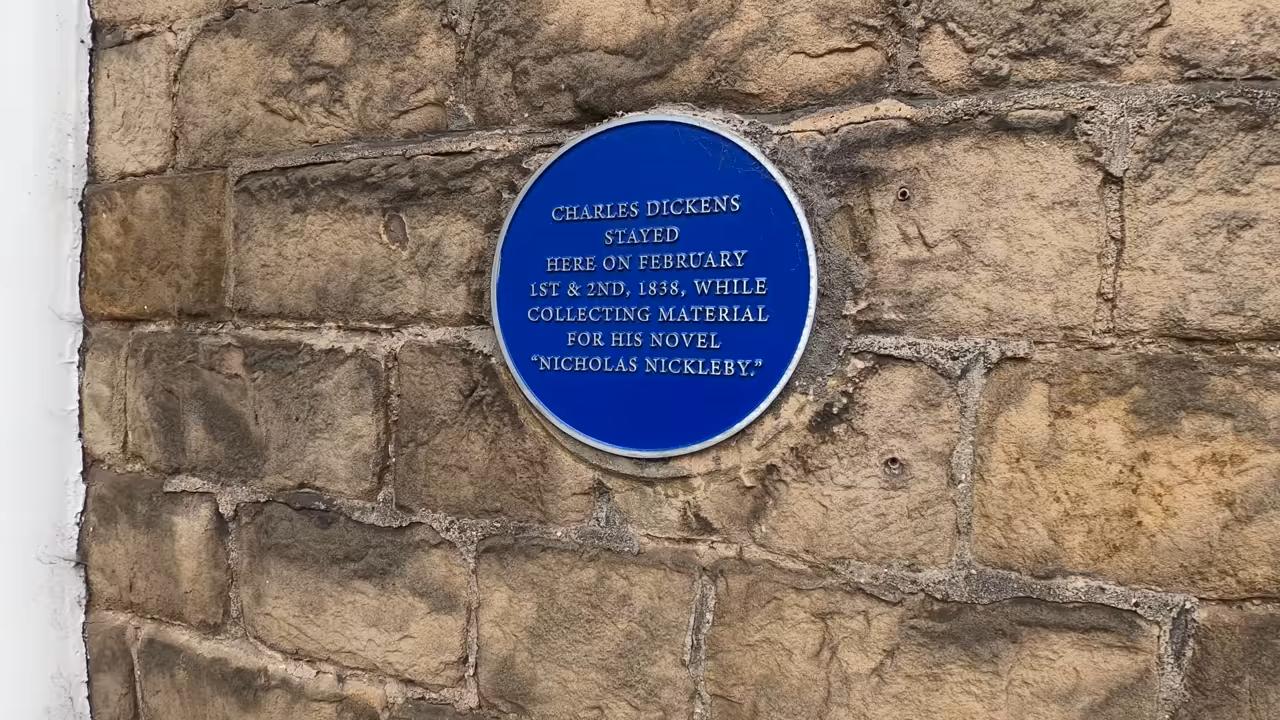 CHARLES DICKENS
STAYED
HERE ON FEBRUARY
1ST & 2ND, 1838, WHILE
COLLECTING MATERIAL
FOR HIS NOVEL
“NICHOLAS NICKLEBY.”